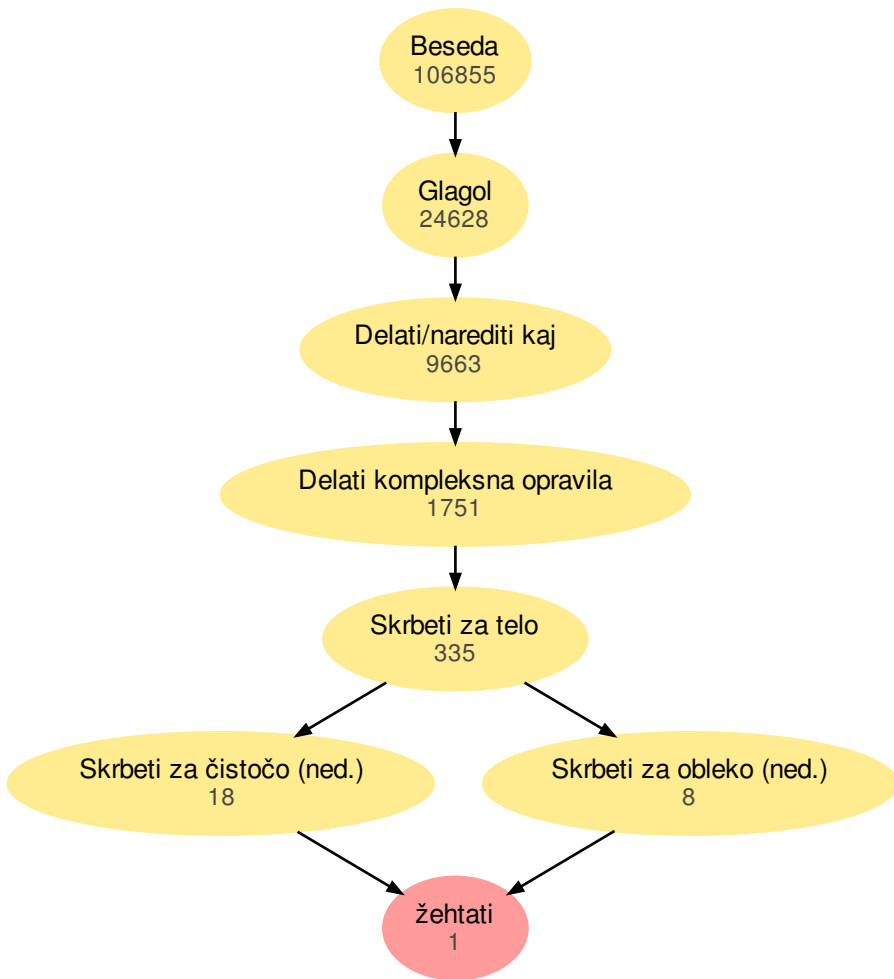 Beseda
106855
Glagol
24628
Delati/narediti kaj
9663
Delati kompleksna opravila
1751
Skrbeti za telo
335
Skrbeti za čistočo (ned.)
18
Skrbeti za obleko (ned.)
8
žehtati
1